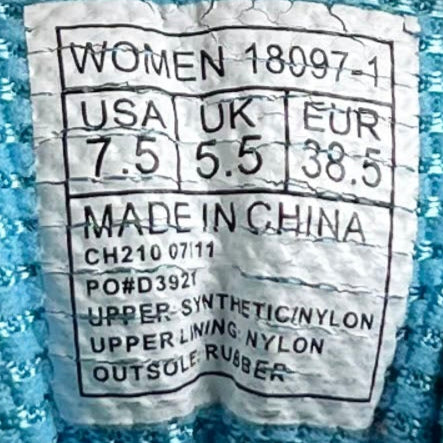 WOMEN 18097-1
USA UK EUR
7.5 5.5 38.5
MADE IN CHINA
CH210 07/11
PO#D3921
UPPER: SYNTHETIC/NYLON
UPPER LINING: NYLON
OUTSOLE: RUBBER